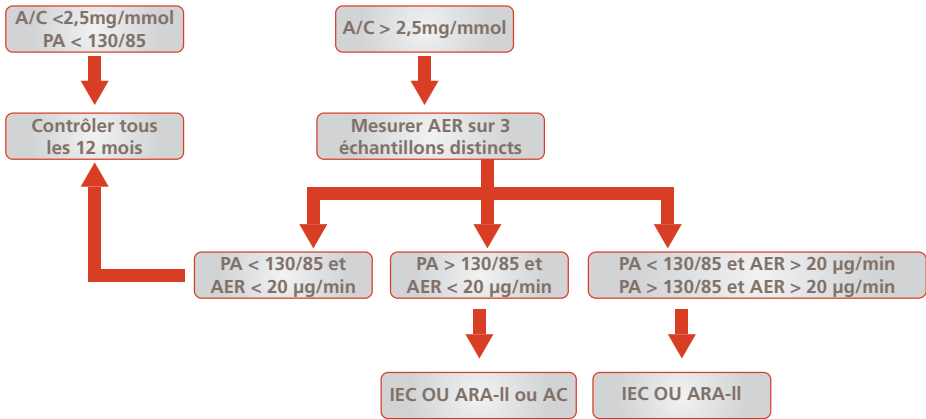 A/C <2,5mg/mmol
PA < 130/85
A/C > 2,5mg/mmol
Contrôler tous
les 12 mois
Mesurer AER sur 3
échantillons distincts
PA < 130/85 et
AER < 20 µg/min
PA > 130/85 et
AER < 20 µg/min
PA < 130/85 et AER > 20 µg/min
PA > 130/85 et AER > 20 µg/min
IEC OU ARA-ll ou AC
IEC OU ARA-ll